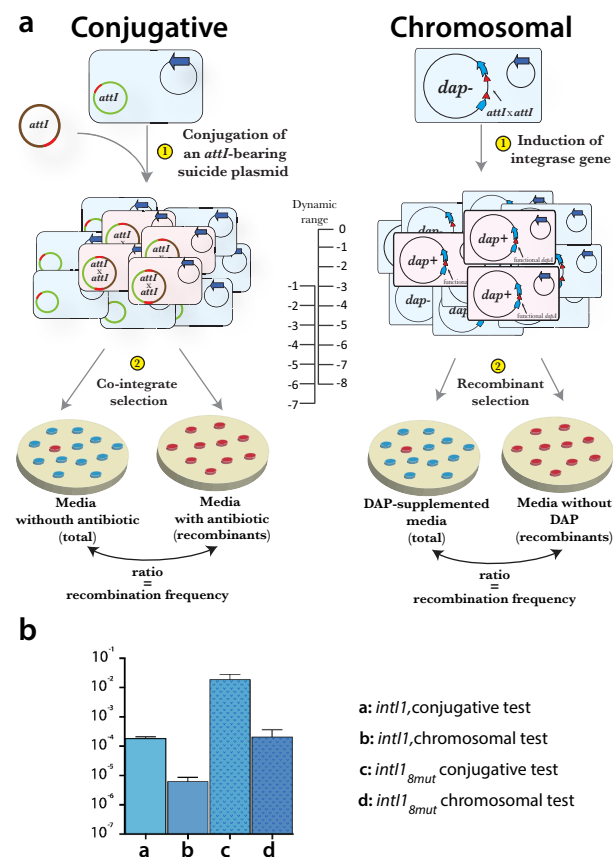 a
Conjugative
Chromosomal
attI
attI
dap-
attI x attI
1
Conjugation of
an attI-bearing
suicide plasmid
1
Induction of
integrase gene
Dynamic
range
0
-1
-2
-1
-3
-2
-4
-3
-5
-4
-6
-5
-7
-6
-8
-7
attI
x
attI
x
attI
x
attI
attI
x
attI
dap-
dap+
dap+
functional dapA
dap+
functional dapA
dap-
2
Co-integrate
selection
2
Recombinant
selection
Media
withouth antibiotic
(total)
Media
with antibiotic
(recombinants)
DAP-supplemented
media
(total)
Media without
DAP
(recombinants)
ratio
=
recombination frequency
ratio
=
recombination frequency
b
10-1
10-2
10-3
10-4
10-5
10-6
10-7
a b c d
a: intI1,conjugative test
b: intI1,chromosomal test
c: intI18mut conjugative test
d: intI18mut chromosomal test